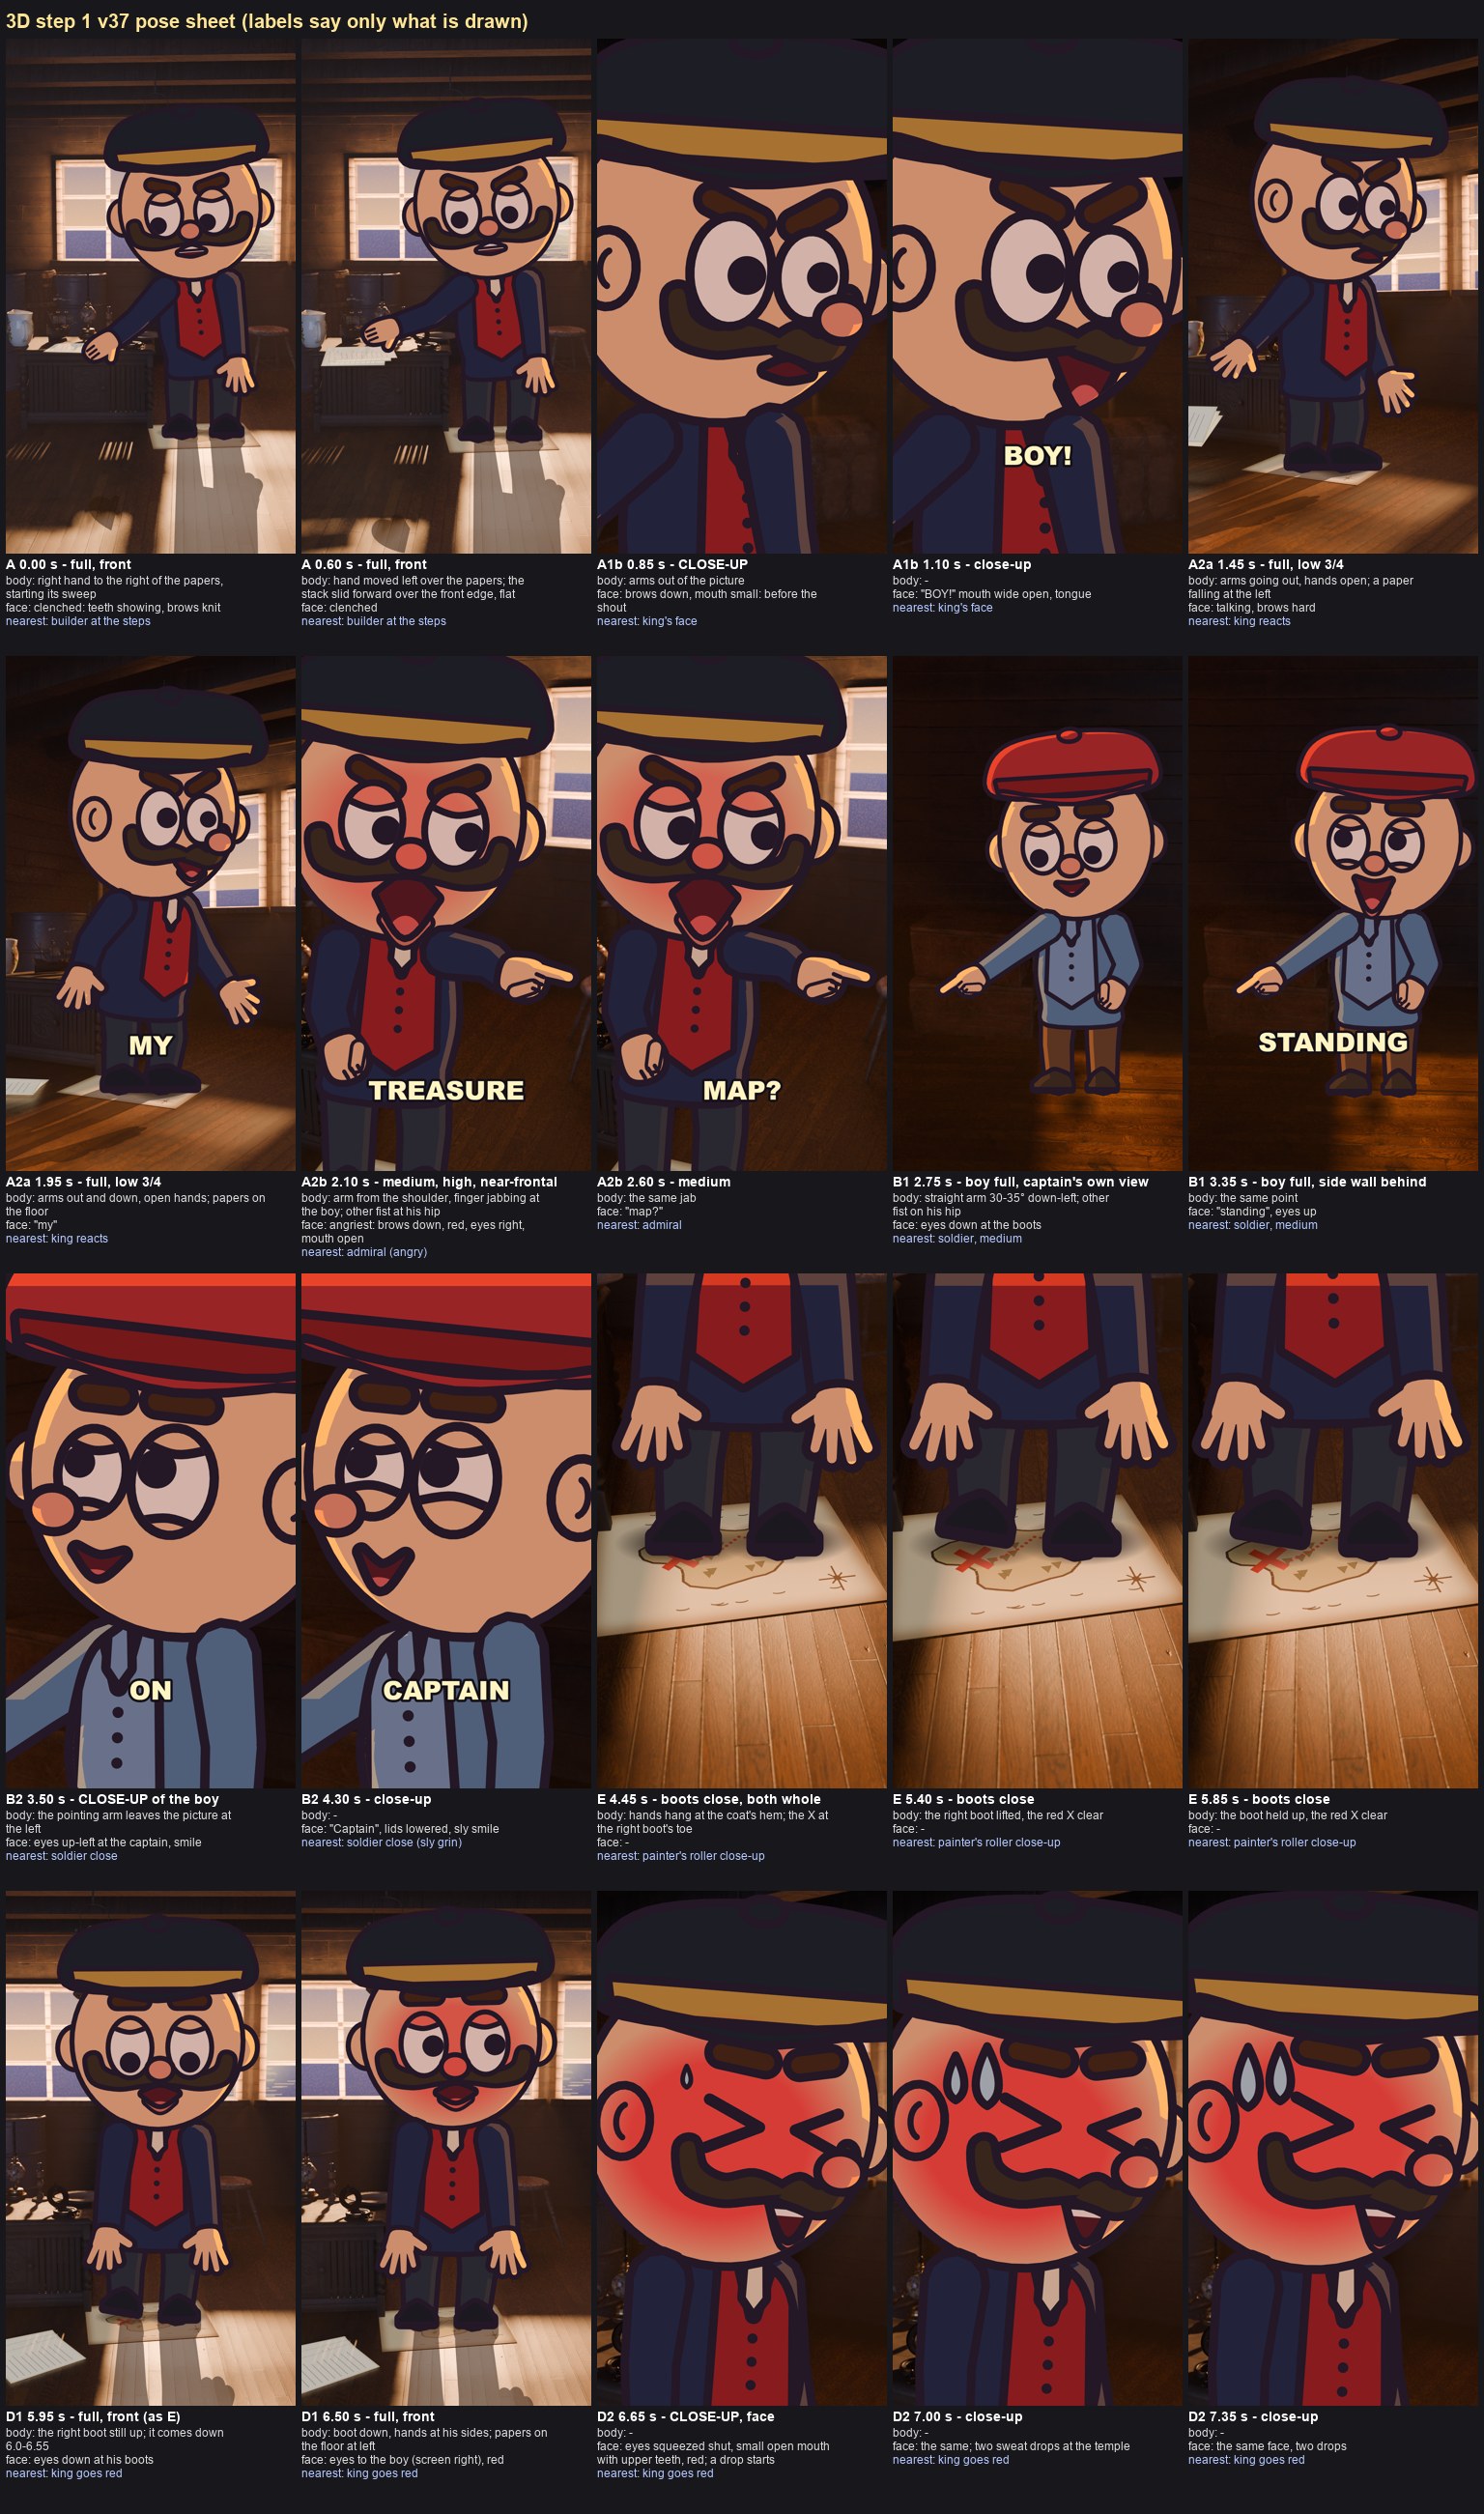 3D step 1 v37 pose sheet (labels say only what is drawn)
BOY!
A 0.00 s - full, front
body: right hand to the right of the papers,
starting its sweep
face: clenched: teeth showing, brows knit
nearest: builder at the steps
A 0.60 s - full, front
body: hand moved left over the papers; the
stack slid forward over the front edge, flat
face: clenched
nearest: builder at the steps
A1b 0.85 s - CLOSE-UP
body: arms out of the picture
face: brows down, mouth small: before the
shout
nearest: king's face
A1b 1.10 s - close-up
body: -
face: "BOY!" mouth wide open, tongue
nearest: king's face
A2a 1.45 s - full, low 3/4
body: arms going out, hands open; a paper
falling at the left
face: talking, brows hard
nearest: king reacts
MY
TREASURE
MAP?
STANDING
A2a 1.95 s - full, low 3/4
body: arms out and down, open hands; papers on
the floor
face: "my"
nearest: king reacts
A2b 2.10 s - medium, high, near-frontal
body: arm from the shoulder, finger jabbing at
the boy; other fist at his hip
face: angriest: brows down, red, eyes right,
mouth open
nearest: admiral (angry)
A2b 2.60 s - medium
body: the same jab
face: "map?"
nearest: admiral
B1 2.75 s - boy full, captain's own view
body: straight arm 30-35° down-left; other
fist on his hip
face: eyes down at the boots
nearest: soldier, medium
B1 3.35 s - boy full, side wall behind
body: the same point
face: "standing", eyes up
nearest: soldier, medium
ON
CAPTAIN
B2 3.50 s - CLOSE-UP of the boy
body: the pointing arm leaves the picture at
the left
face: eyes up-left at the captain, smile
nearest: soldier close
B2 4.30 s - close-up
body: -
face: "Captain", lids lowered, sly smile
nearest: soldier close (sly grin)
E 4.45 s - boots close, both whole
body: hands hang at the coat's hem; the X at
the right boot's toe
face: -
nearest: painter's roller close-up
E 5.40 s - boots close
body: the right boot lifted, the red X clear
face: -
nearest: painter's roller close-up
E 5.85 s - boots close
body: the boot held up, the red X clear
face: -
nearest: painter's roller close-up
D1 5.95 s - full, front (as E)
body: the right boot still up; it comes down
6.0-6.55
face: eyes down at his boots
nearest: king goes red
D1 6.50 s - full, front
body: boot down, hands at his sides; papers on
the floor at left
face: eyes to the boy (screen right), red
nearest: king goes red
D2 6.65 s - CLOSE-UP, face
body: -
face: eyes squeezed shut, small open mouth
with upper teeth, red; a drop starts
nearest: king goes red
D2 7.00 s - close-up
body: -
face: the same; two sweat drops at the temple
nearest: king goes red
D2 7.35 s - close-up
body: -
face: the same face, two drops
nearest: king goes red